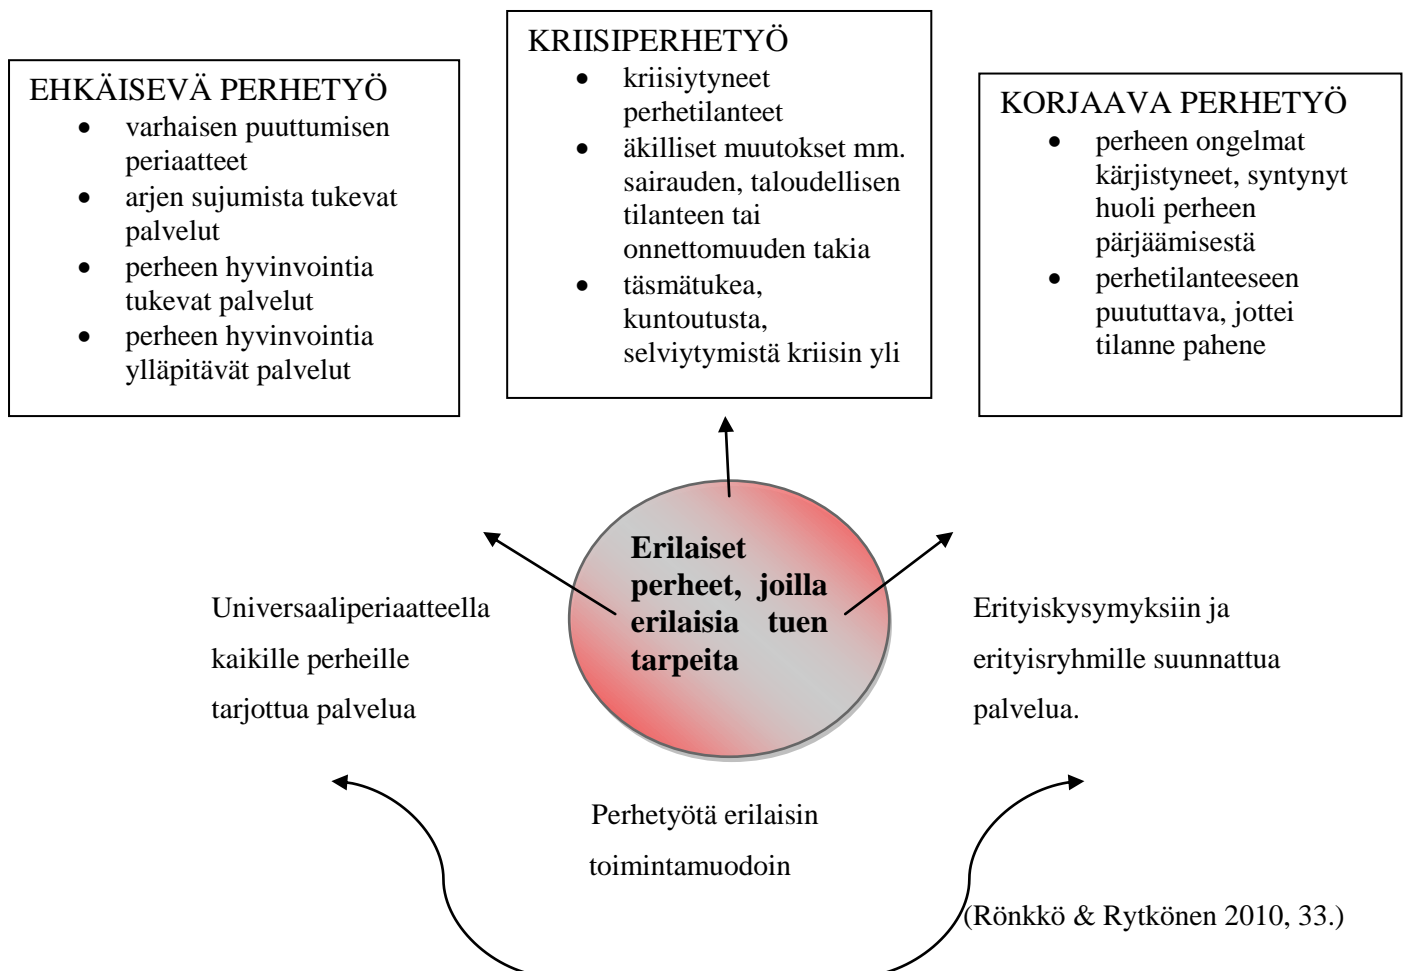 EHKÄISEVÄ PERHETYÖ
• varhaisen puuttumisen
periaatteet
• arjen sujumista tukevat
palvelut
• perheen hyvinvointia
tukevat palvelut
• perheen hyvinvointia
ylläpitävät palvelut
KRIISIPERHETYÖ
• kriisiytyneet
perhetilanteet
• äkilliset muutokset mm.
sairauden, taloudellisen
tilanteen tai
onnettomuuden takia
• täsmätukea,
kuntoutusta,
selviytymistä kriisin yli
KORJAAVA PERHETYÖ
• perheen ongelmat
kärjistyneet, syntynyt
huoli perheen
pärjäämisestä
• perhetilanteeseen
puututtava, jottei
tilanne pahene
Erilaiset
perheet, joilla
erilaisia tuen
tarpeita
Universaaliperiaatteella
kaikille perheille
tarjottua palvelua
Erityiskysymyksiin ja
erityisryhmille suunnattua
palvelua.
Perhetyötä erilaisin
toimintamuodoin
(Rönkkö & Rytkönen 2010, 33.)